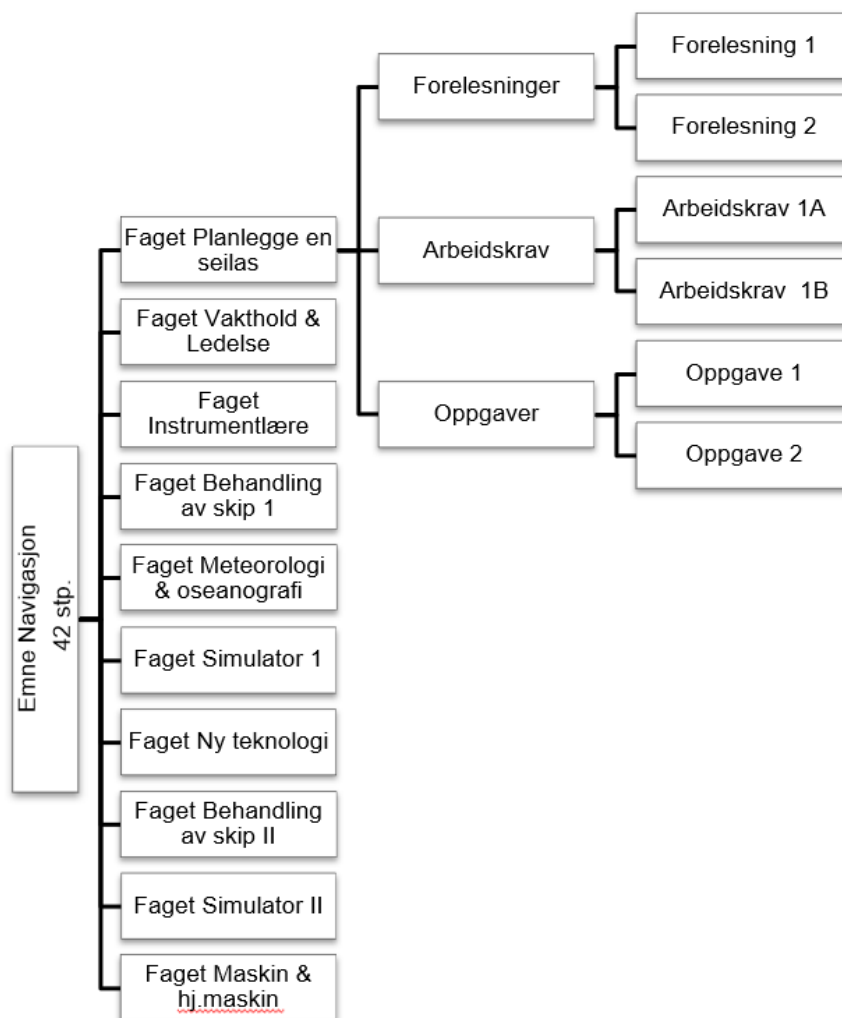 Emne Navigasjon
42 stp.
Faget Planlegge en
seilas
Faget Vakthold &
Ledelse
Faget
Instrumentlære
Faget Behandling
av skip 1
Faget Meteorologi
& oseanografi
Faget Simulator 1
Faget Ny teknologi
Faget Behandling
av skip II
Faget Simulator II
Faget Maskin &
hj.maskin
Forelesninger
Arbeidskrav
Oppgaver
Forelesning 1
Forelesning 2
Arbeidskrav 1A
Arbeidskrav  1B
Oppgave 1
Oppgave 2